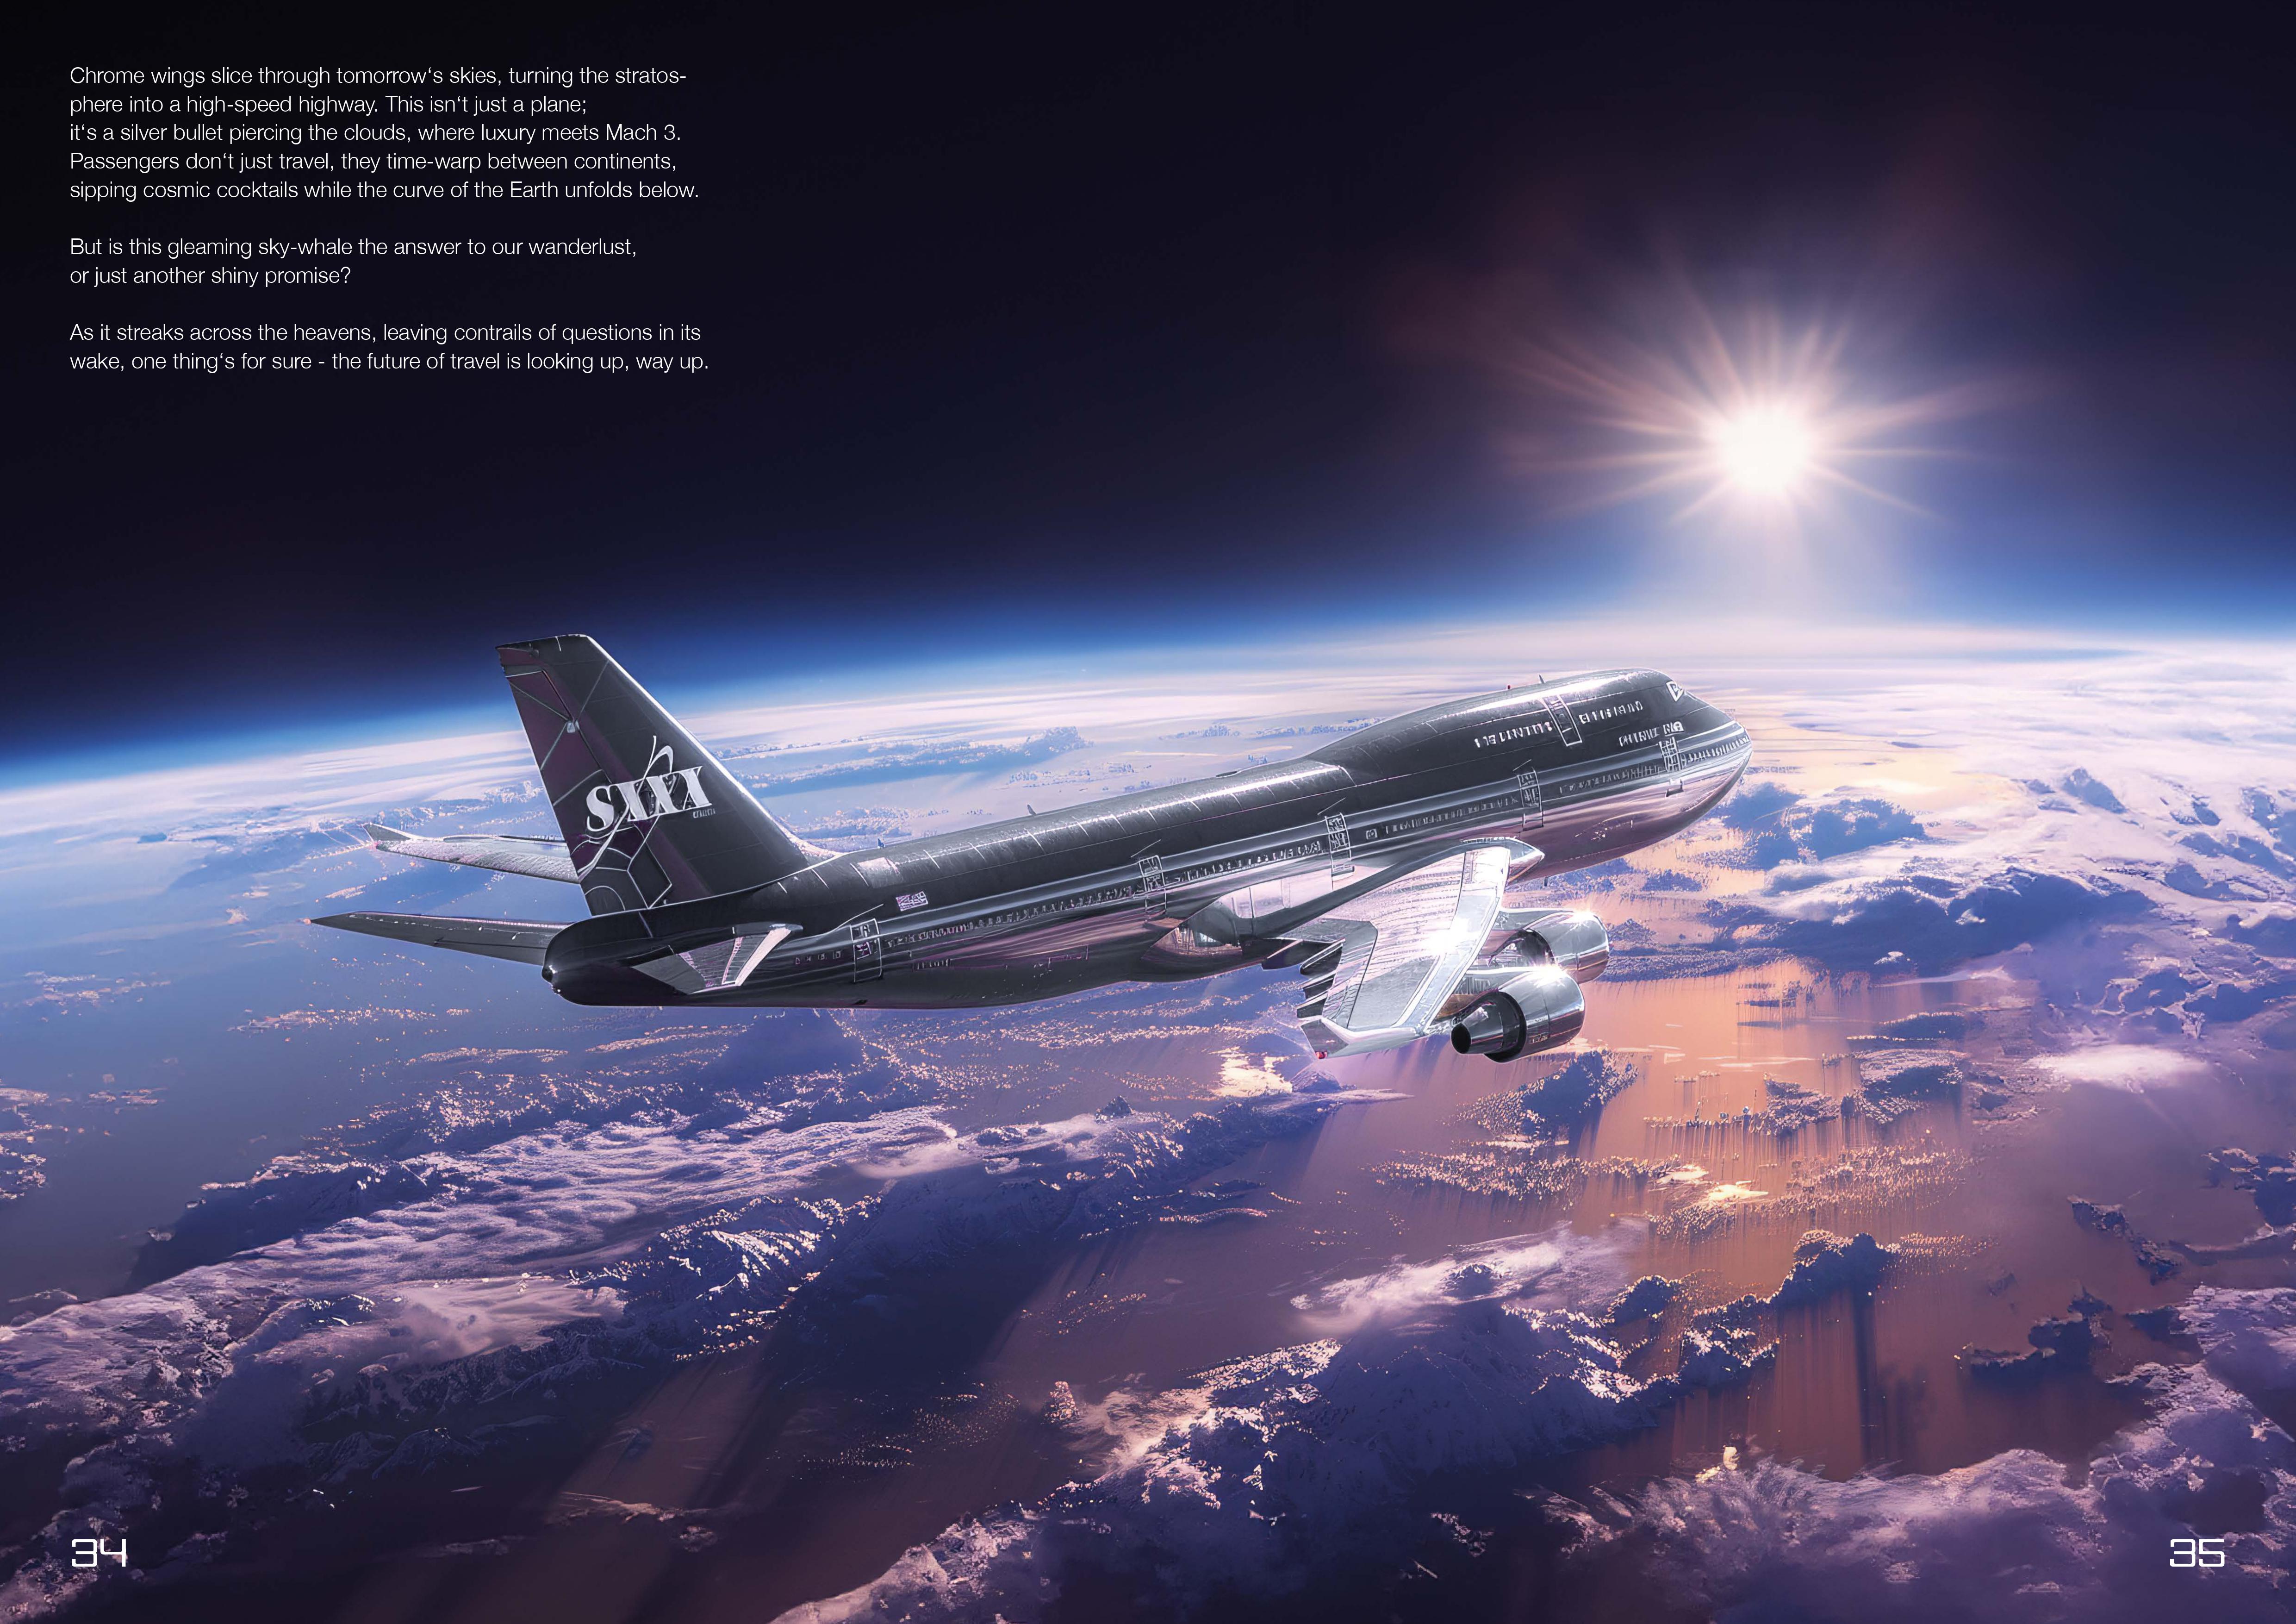 Chrome wings slice through tomorrow‘s skies, turning the stratos-
phere into a high-speed highway. This isn‘t just a plane;
it‘s a silver bullet piercing the clouds, where luxury meets Mach 3.
Passengers don‘t just travel, they time-warp between continents,
sipping cosmic cocktails while the curve of the Earth unfolds below.
But is this gleaming sky-whale the answer to our wanderlust,
or just another shiny promise?
As it streaks across the heavens, leaving contrails of questions in its
wake, one thing‘s for sure - the future of travel is looking up, way up.
34
35